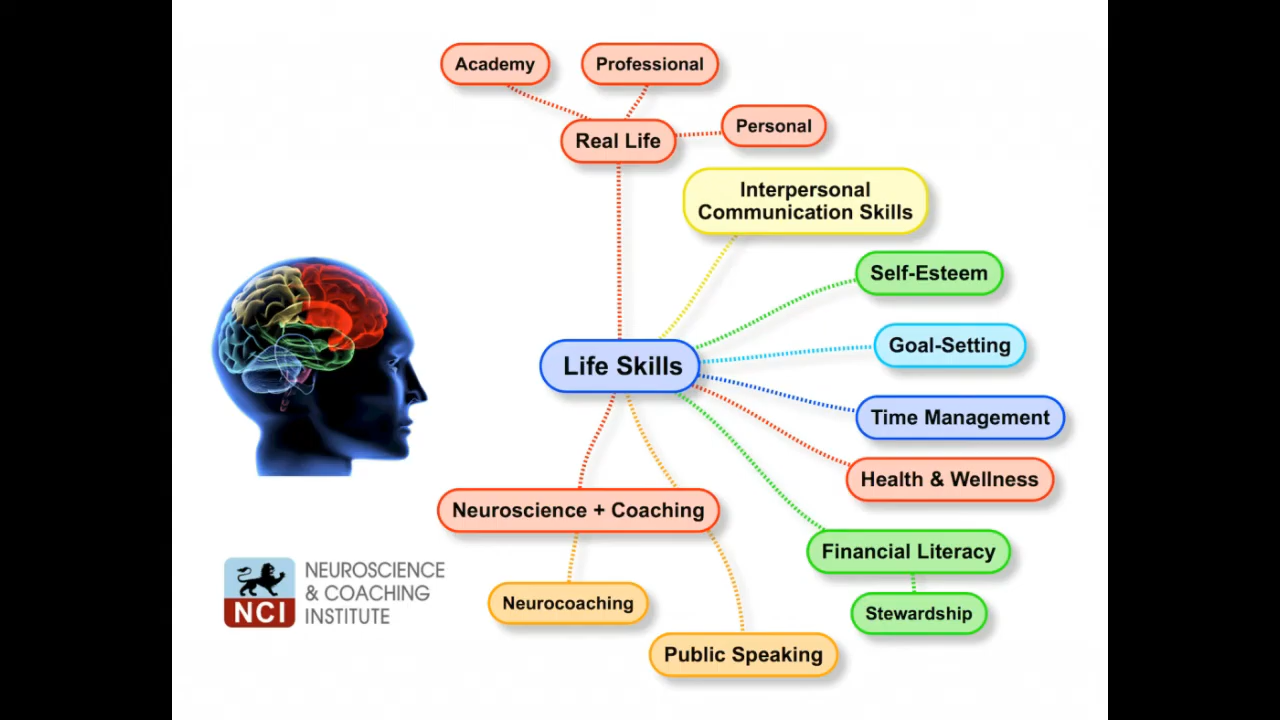 Academy
Professional
Real Life
Personal
Interpersonal
Communication Skills
Self-Esteem
Goal-Setting
Life Skills
Time Management
Health & Wellness
Neuroscience + Coaching
Financial Literacy
Neurocoaching
Stewardship
Public Speaking
NCI
NEUROSCIENCE
& COACHING
INSTITUTE